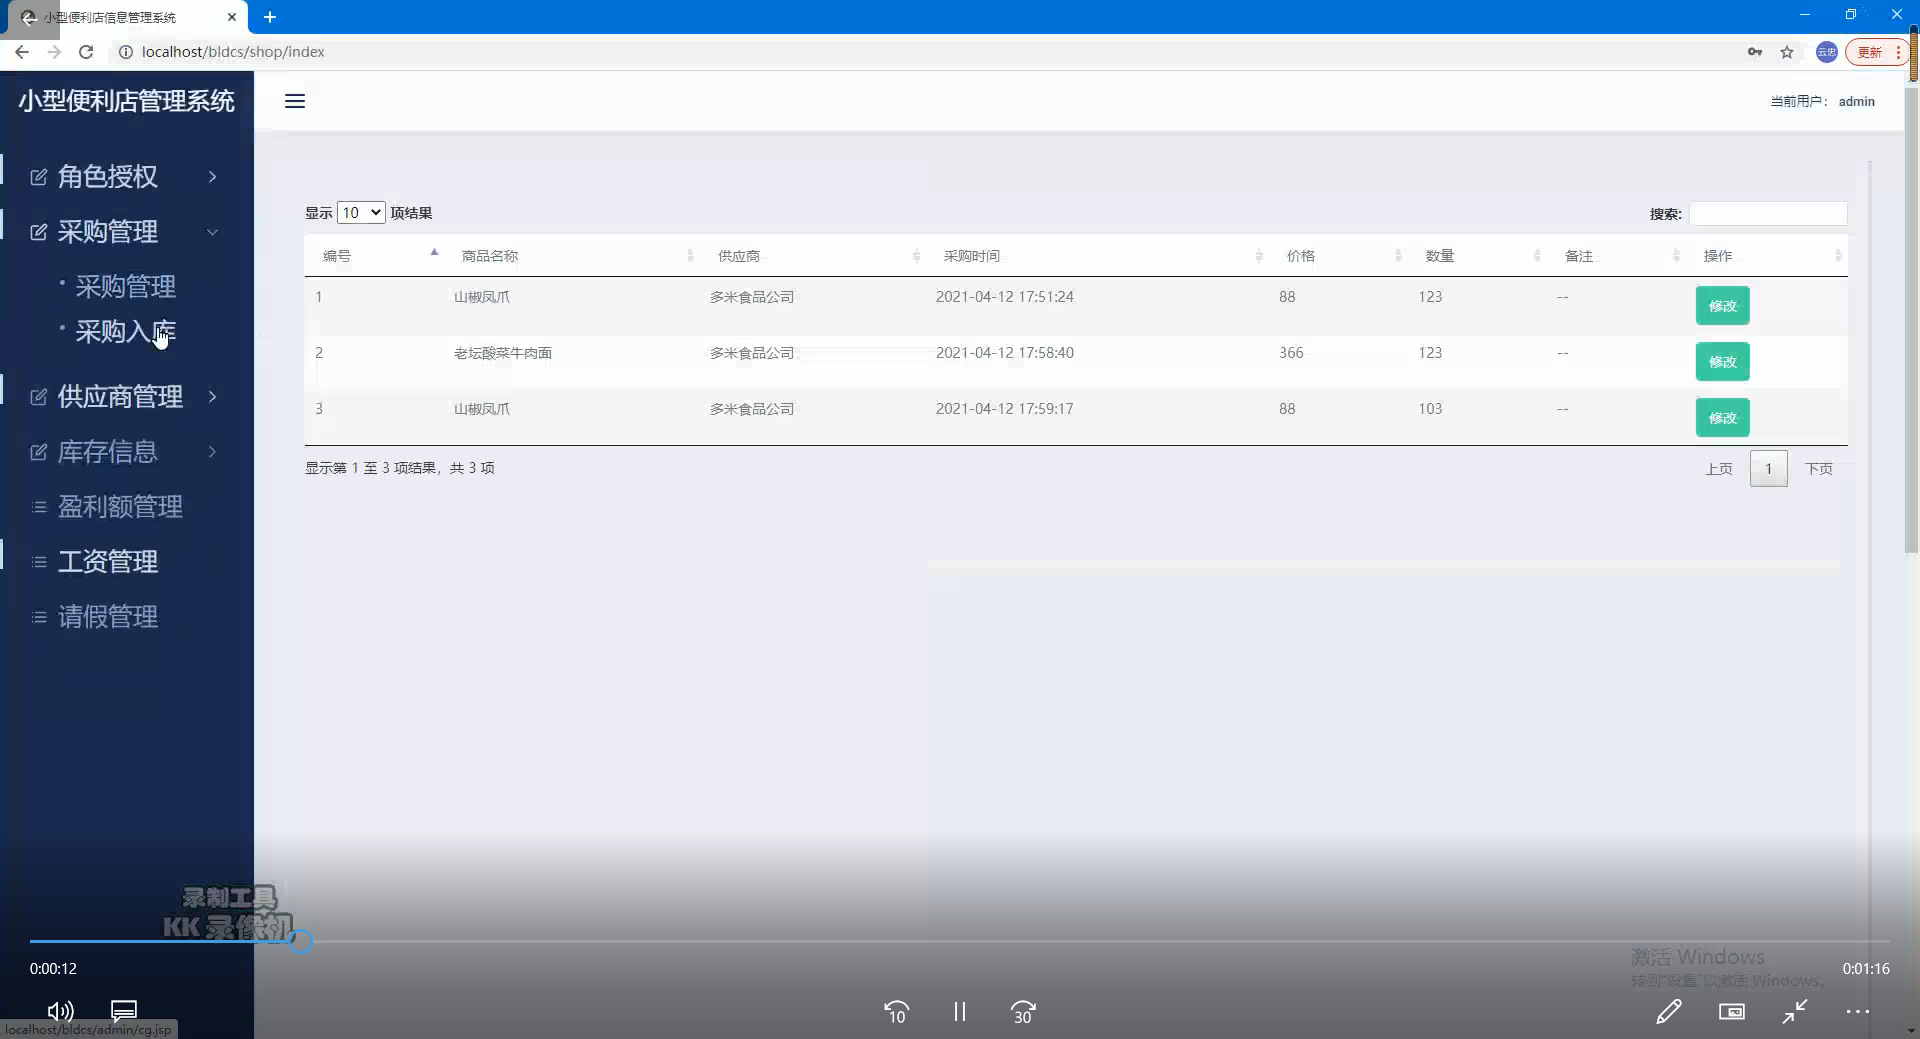 小型便利店信息管理系统
localhost/bldcs/shop/index
云忠
更新
小型便利店管理系统
当前用户： admin
角色授权
采购管理
采购管理
采购入库
供应商管理
库存信息
盈利额管理
工资管理
请假管理
显示 10 项结果
搜索:
编号 商品名称 供应商 采购时间 价格 数量 备注 操作
1 山椒凤爪 多米食品公司 2021-04-12 17:51:24 88 123 -- 修改
2 老坛酸菜牛肉面 多米食品公司 2021-04-12 17:58:40 366 123 -- 修改
3 山椒凤爪 多米食品公司 2021-04-12 17:59:17 88 103 -- 修改
显示第 1 至 3 项结果，共 3 项
上页 1 下页
录制工具
KK 录像机
激活 Windows
转到"设置"以激活 Windows。
0:00:12
0:01:16
10
30
localhost/bldcs/admin/cg.jsp